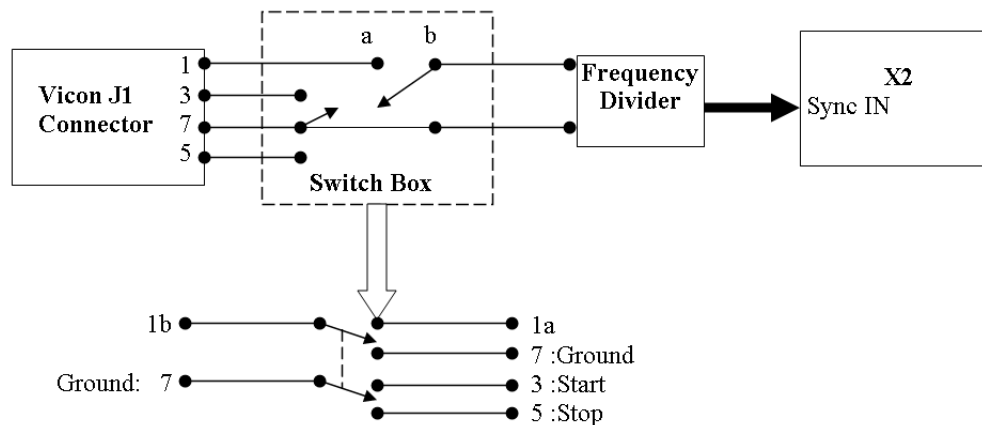 Vicon J1
Connector
1
3
7
5
a
b
Switch Box
Frequency
Divider
X2
Sync IN
1b
1a
7 :Ground
Ground: 7
3 :Start
5 :Stop